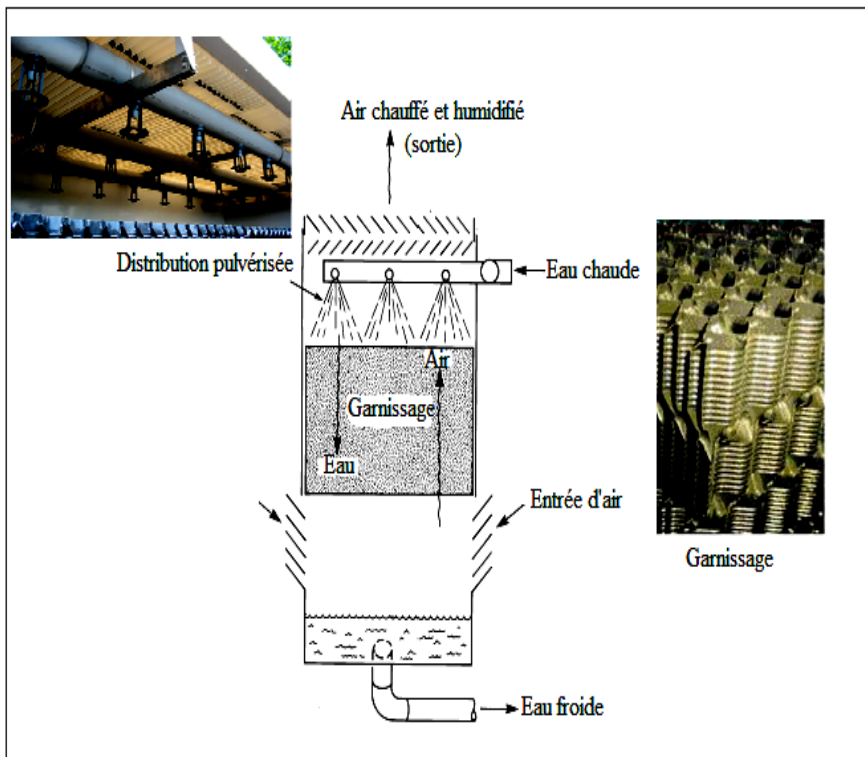 Air chauffé et humidifié
(sortie)
Distribution pulvérisée
Eau chaude
Air
Garnissage
Eau
Entrée d'air
Garnissage
Eau froide